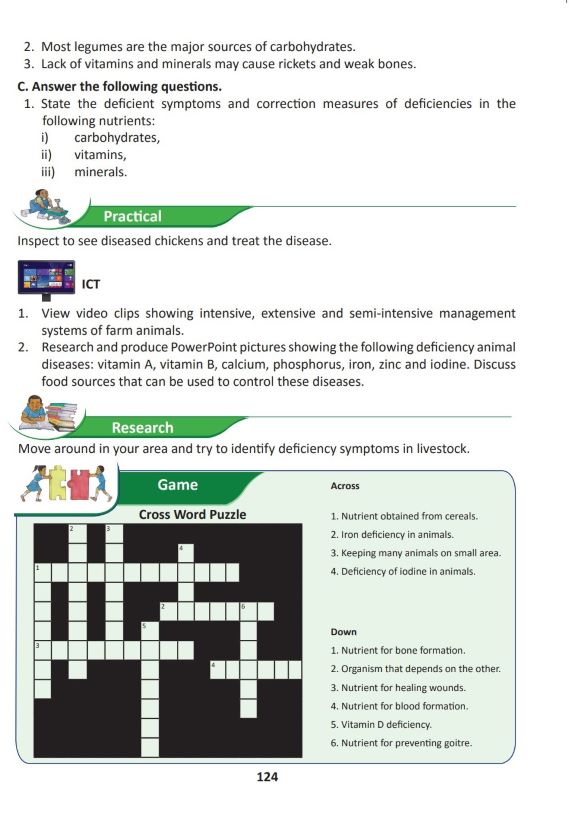 2. Most legumes are the major sources of carbohydrates.
3. Lack of vitamins and minerals may cause rickets and weak bones.
C. Answer the following questions.
1. State the deficient symptoms and correction measures of deficiencies in the
following nutrients:
i) carbohydrates,
ii) vitamins,
iii) minerals.
Practical
Inspect to see diseased chickens and treat the disease.
ICT
1. View video clips showing intensive, extensive and semi-intensive management
systems of farm animals.
2. Research and produce PowerPoint pictures showing the following deficiency animal
diseases: vitamin A, vitamin B, calcium, phosphorus, iron, zinc and iodine. Discuss
food sources that can be used to control these diseases.
Research
Move around in your area and try to identify deficiency symptoms in livestock.
Game
Cross Word Puzzle
2 3
4
1
2 6
5
3
4
Across
1. Nutrient obtained from cereals.
2. Iron deficiency in animals.
3. Keeping many animals on small area.
4. Deficiency of iodine in animals.
Down
1. Nutrient for bone formation.
2. Organism that depends on the other.
3. Nutrient for healing wounds.
4. Nutrient for blood formation.
5. Vitamin D deficiency.
6. Nutrient for preventing goitre.
124